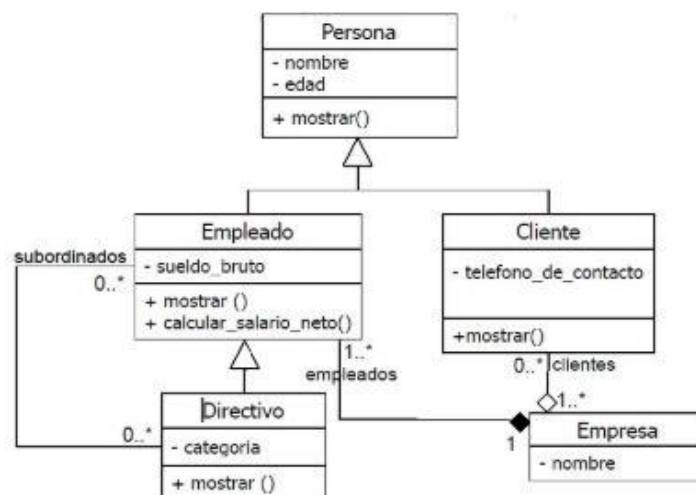 Persona
- nombre
- edad
+ mostrar()
Empleado
- sueldo_bruto
+ mostrar ()
+ calcular_salario_neto()
Cliente
- telefono_de_contacto
+mostrar()
subordinados
0..*
1..*
empleados
0..*
clientes
1..*
Directivo
- categoria
+ mostrar ()
0..*
1
Empresa
- nombre